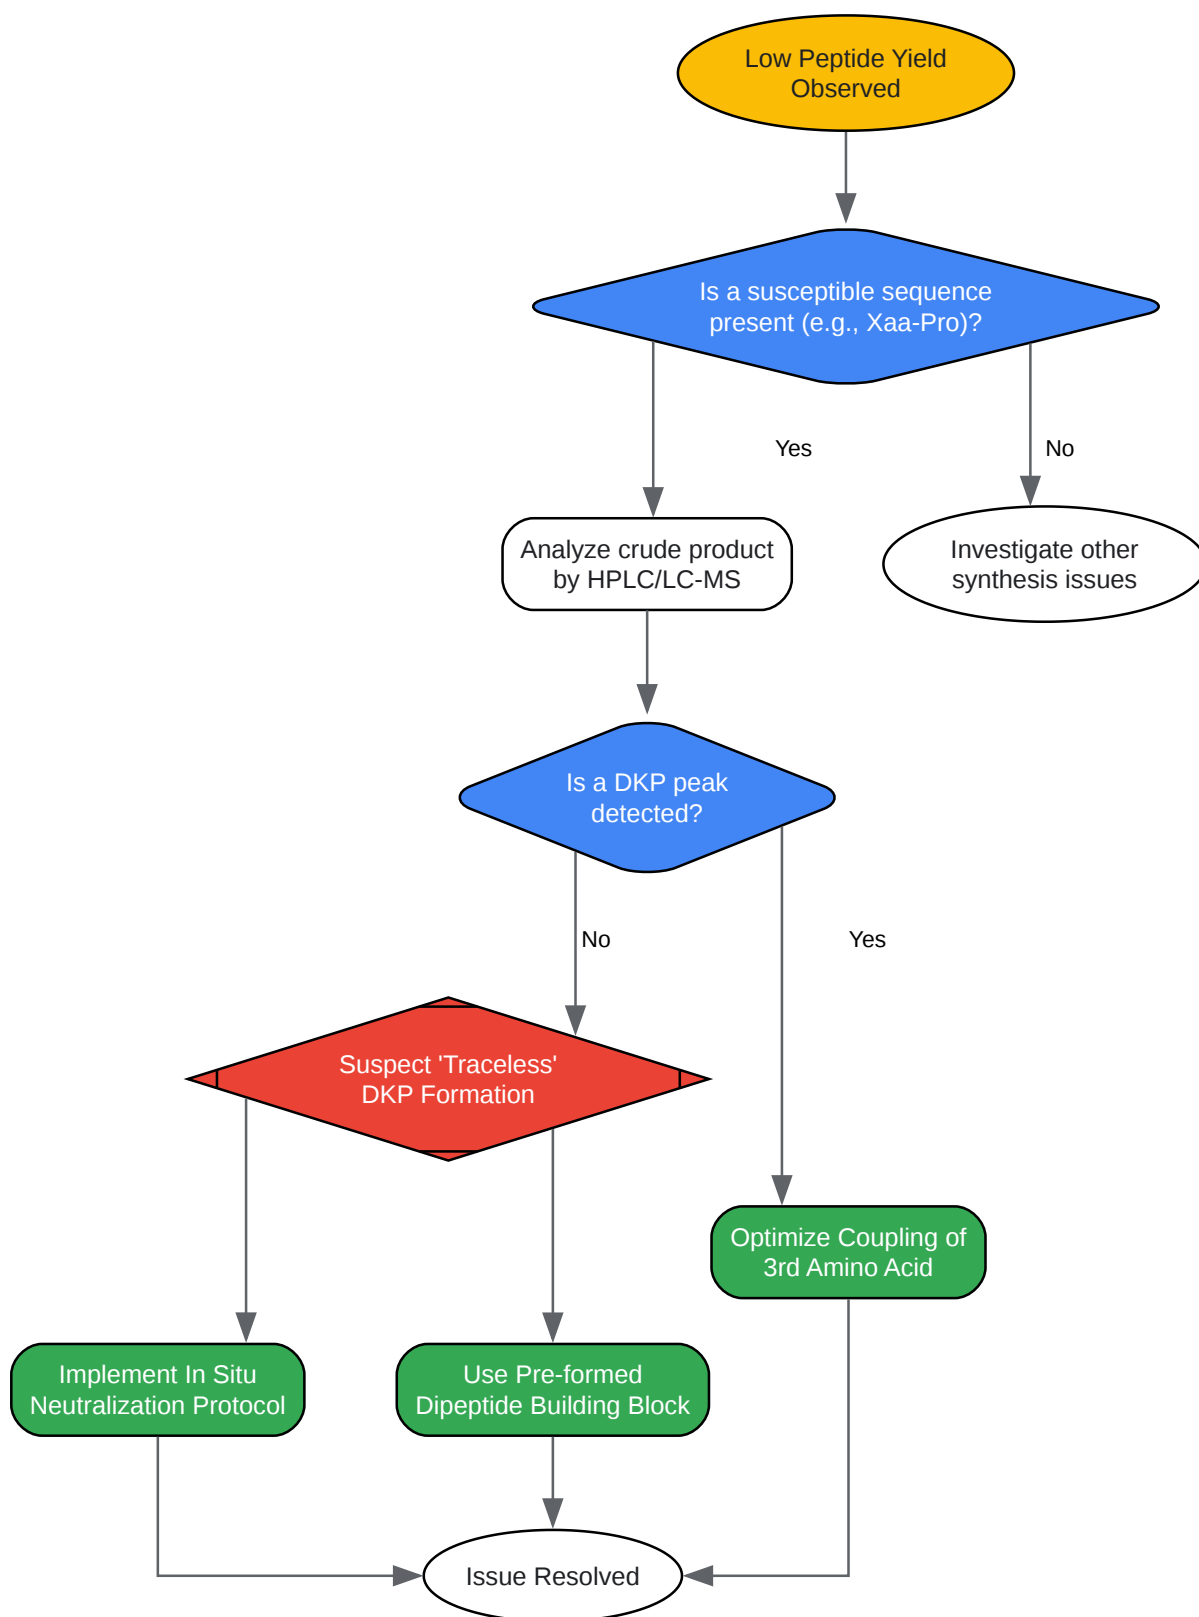 Low Peptide Yield
Observed
Is a susceptible sequence
present (e.g., Xaa-Pro)?
Yes
No
Analyze crude product
by HPLC/LC-MS
Investigate other
synthesis issues
Is a DKP peak
detected?
No
Yes
Suspect 'Traceless'
DKP Formation
Optimize Coupling of
3rd Amino Acid
Implement In Situ
Neutralization Protocol
Use Pre-formed
Dipeptide Building Block
Issue Resolved